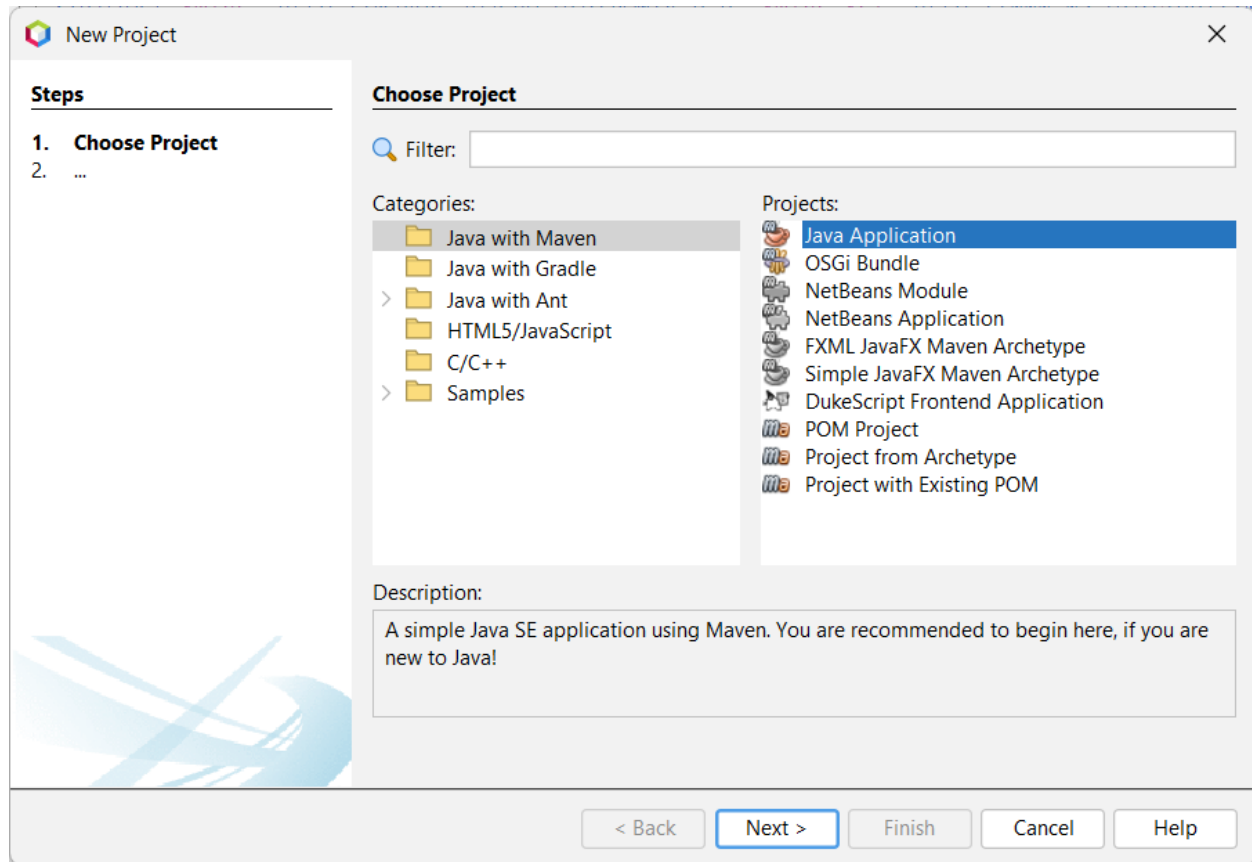 New Project
Steps
1. Choose Project
2. ...
Choose Project
Filter:
Categories:
Java with Maven
Java with Gradle
Java with Ant
HTML5/JavaScript
C/C++
Samples
Projects:
Java Application
OSGi Bundle
NetBeans Module
NetBeans Application
FXML JavaFX Maven Archetype
Simple JavaFX Maven Archetype
DukeScript Frontend Application
POM Project
Project from Archetype
Project with Existing POM
Description:
A simple Java SE application using Maven. You are recommended to begin here, if you are
new to Java!
< Back
Next >
Finish
Cancel
Help